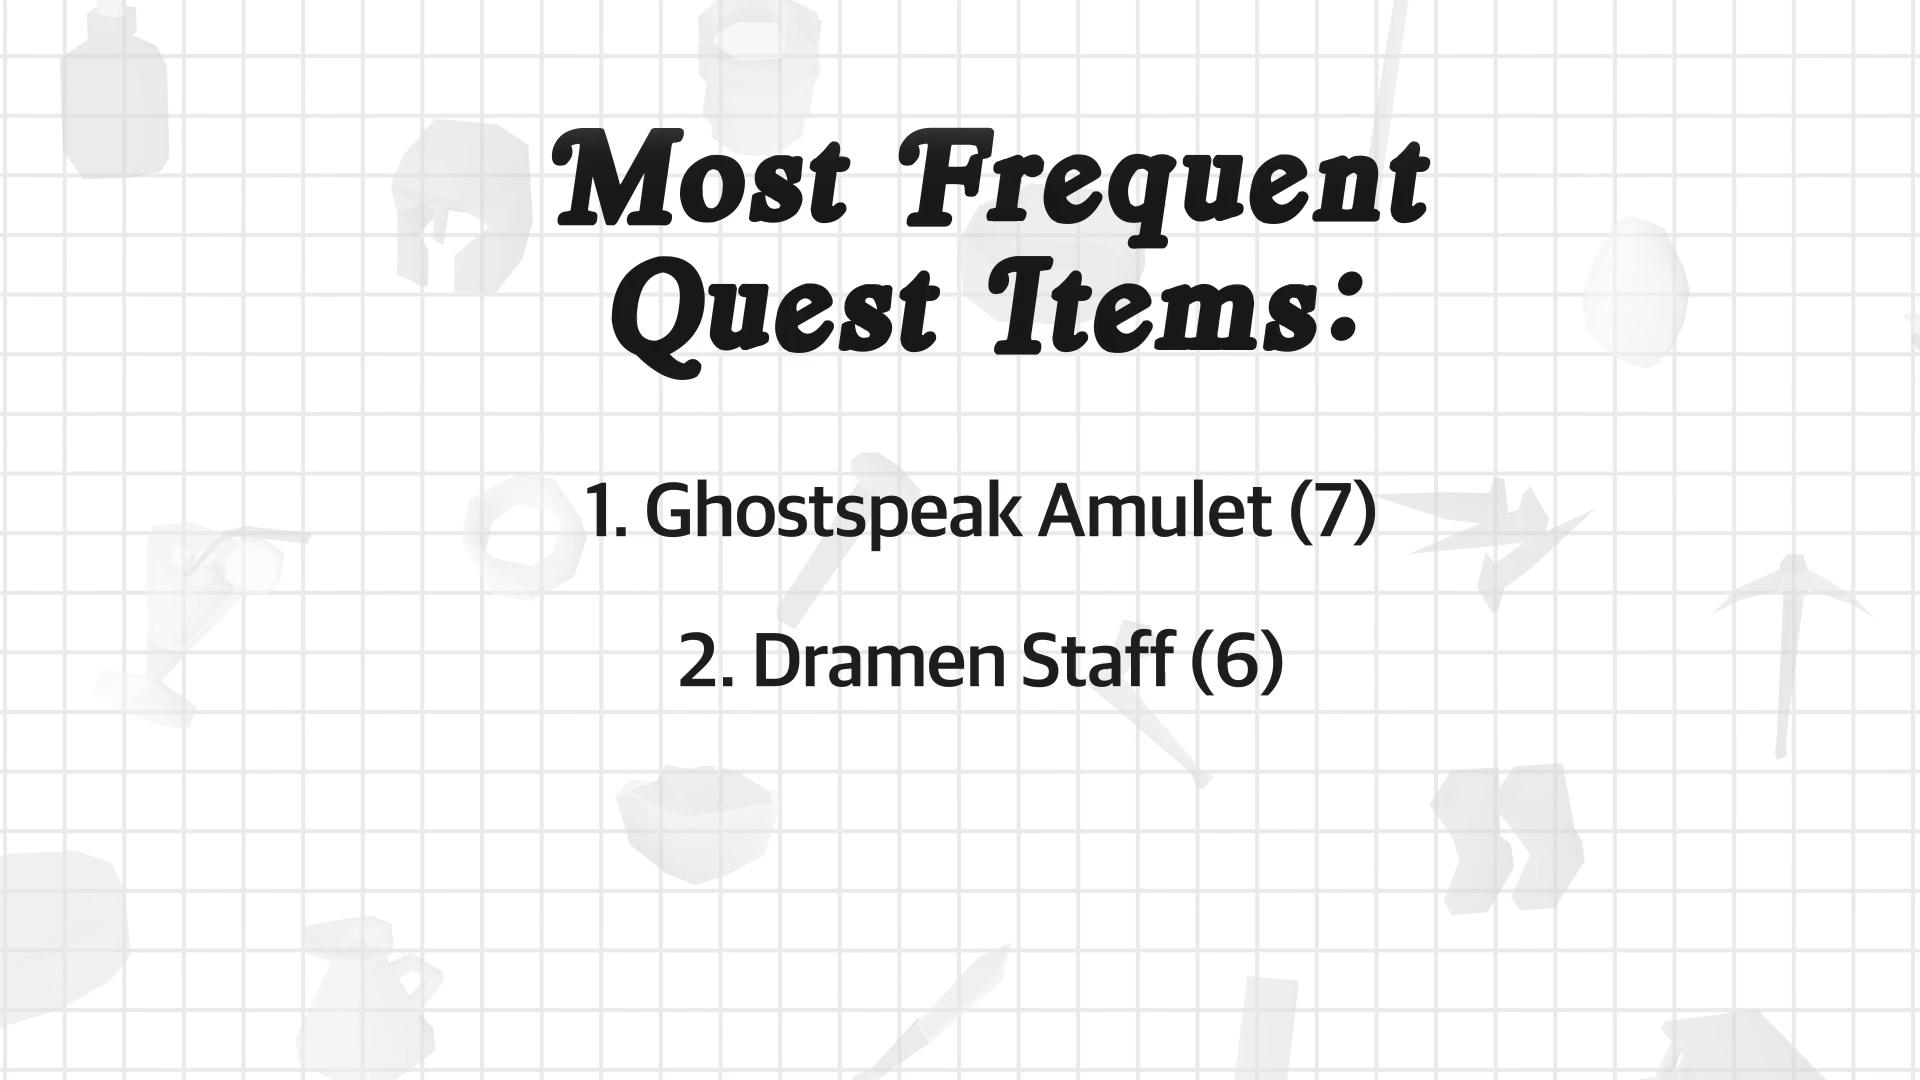 Most Frequent
Quest Items:
1. Ghostspeak Amulet (7)
2. Dramen Staff (6)